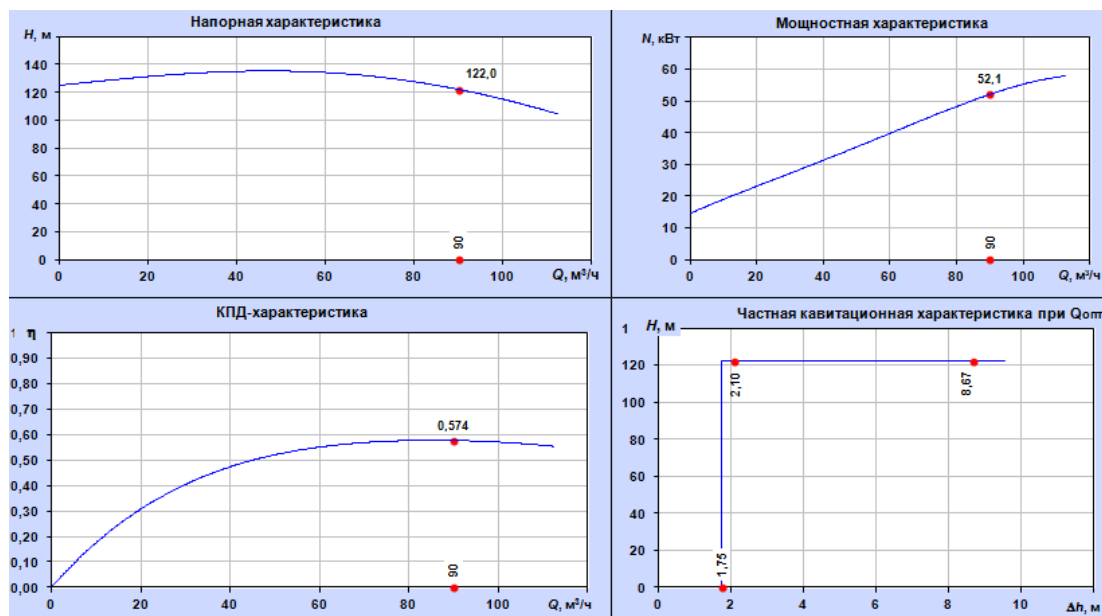 Напорная характеристика
H, м
140
120
100
80
60
40
20
0
122,0
90
0 20 40 60 80 100
Q, м³/ч
Мощностная характеристика
N, кВт
60
50
40
30
20
10
0
52,1
90
0 20 40 60 80 100
Q, м³/ч
КПД-характеристика
1 η
0,90
0,80
0,70
0,60
0,50
0,40
0,30
0,20
0,10
0,00
0,574
90
0 20 40 60 80 100
Q, м³/ч
Частная кавитационная характеристика при Qопт
1 H, м
120
100
80
60
40
20
0
2,10
8,67
1,75
0 2 4 6 8 10
Δh, м